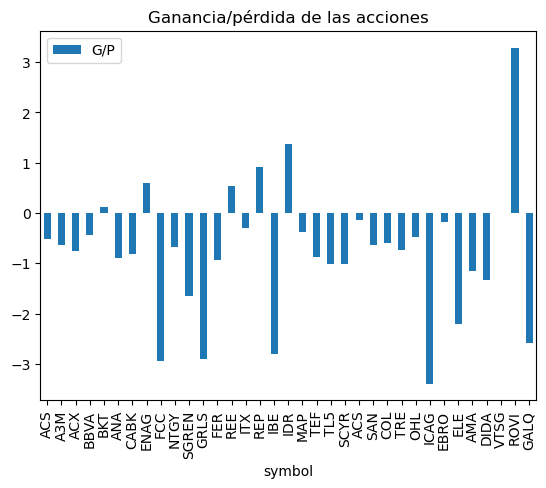 Ganancia/pérdida de las acciones
G/P
3
2
1
0
−1
−2
−3
ACS
A3M
ACX
BBVA
BKT
ANA
CABK
ENAG
FCC
NTGY
SGREN
GRLS
FER
REE
ITX
REP
IBE
IDR
MAP
TEF
TL5
SCYR
ACS
SAN
COL
TRE
OHL
ICAG
EBRO
ELE
AMA
DIDA
VTSG
ROVI
GALQ
symbol